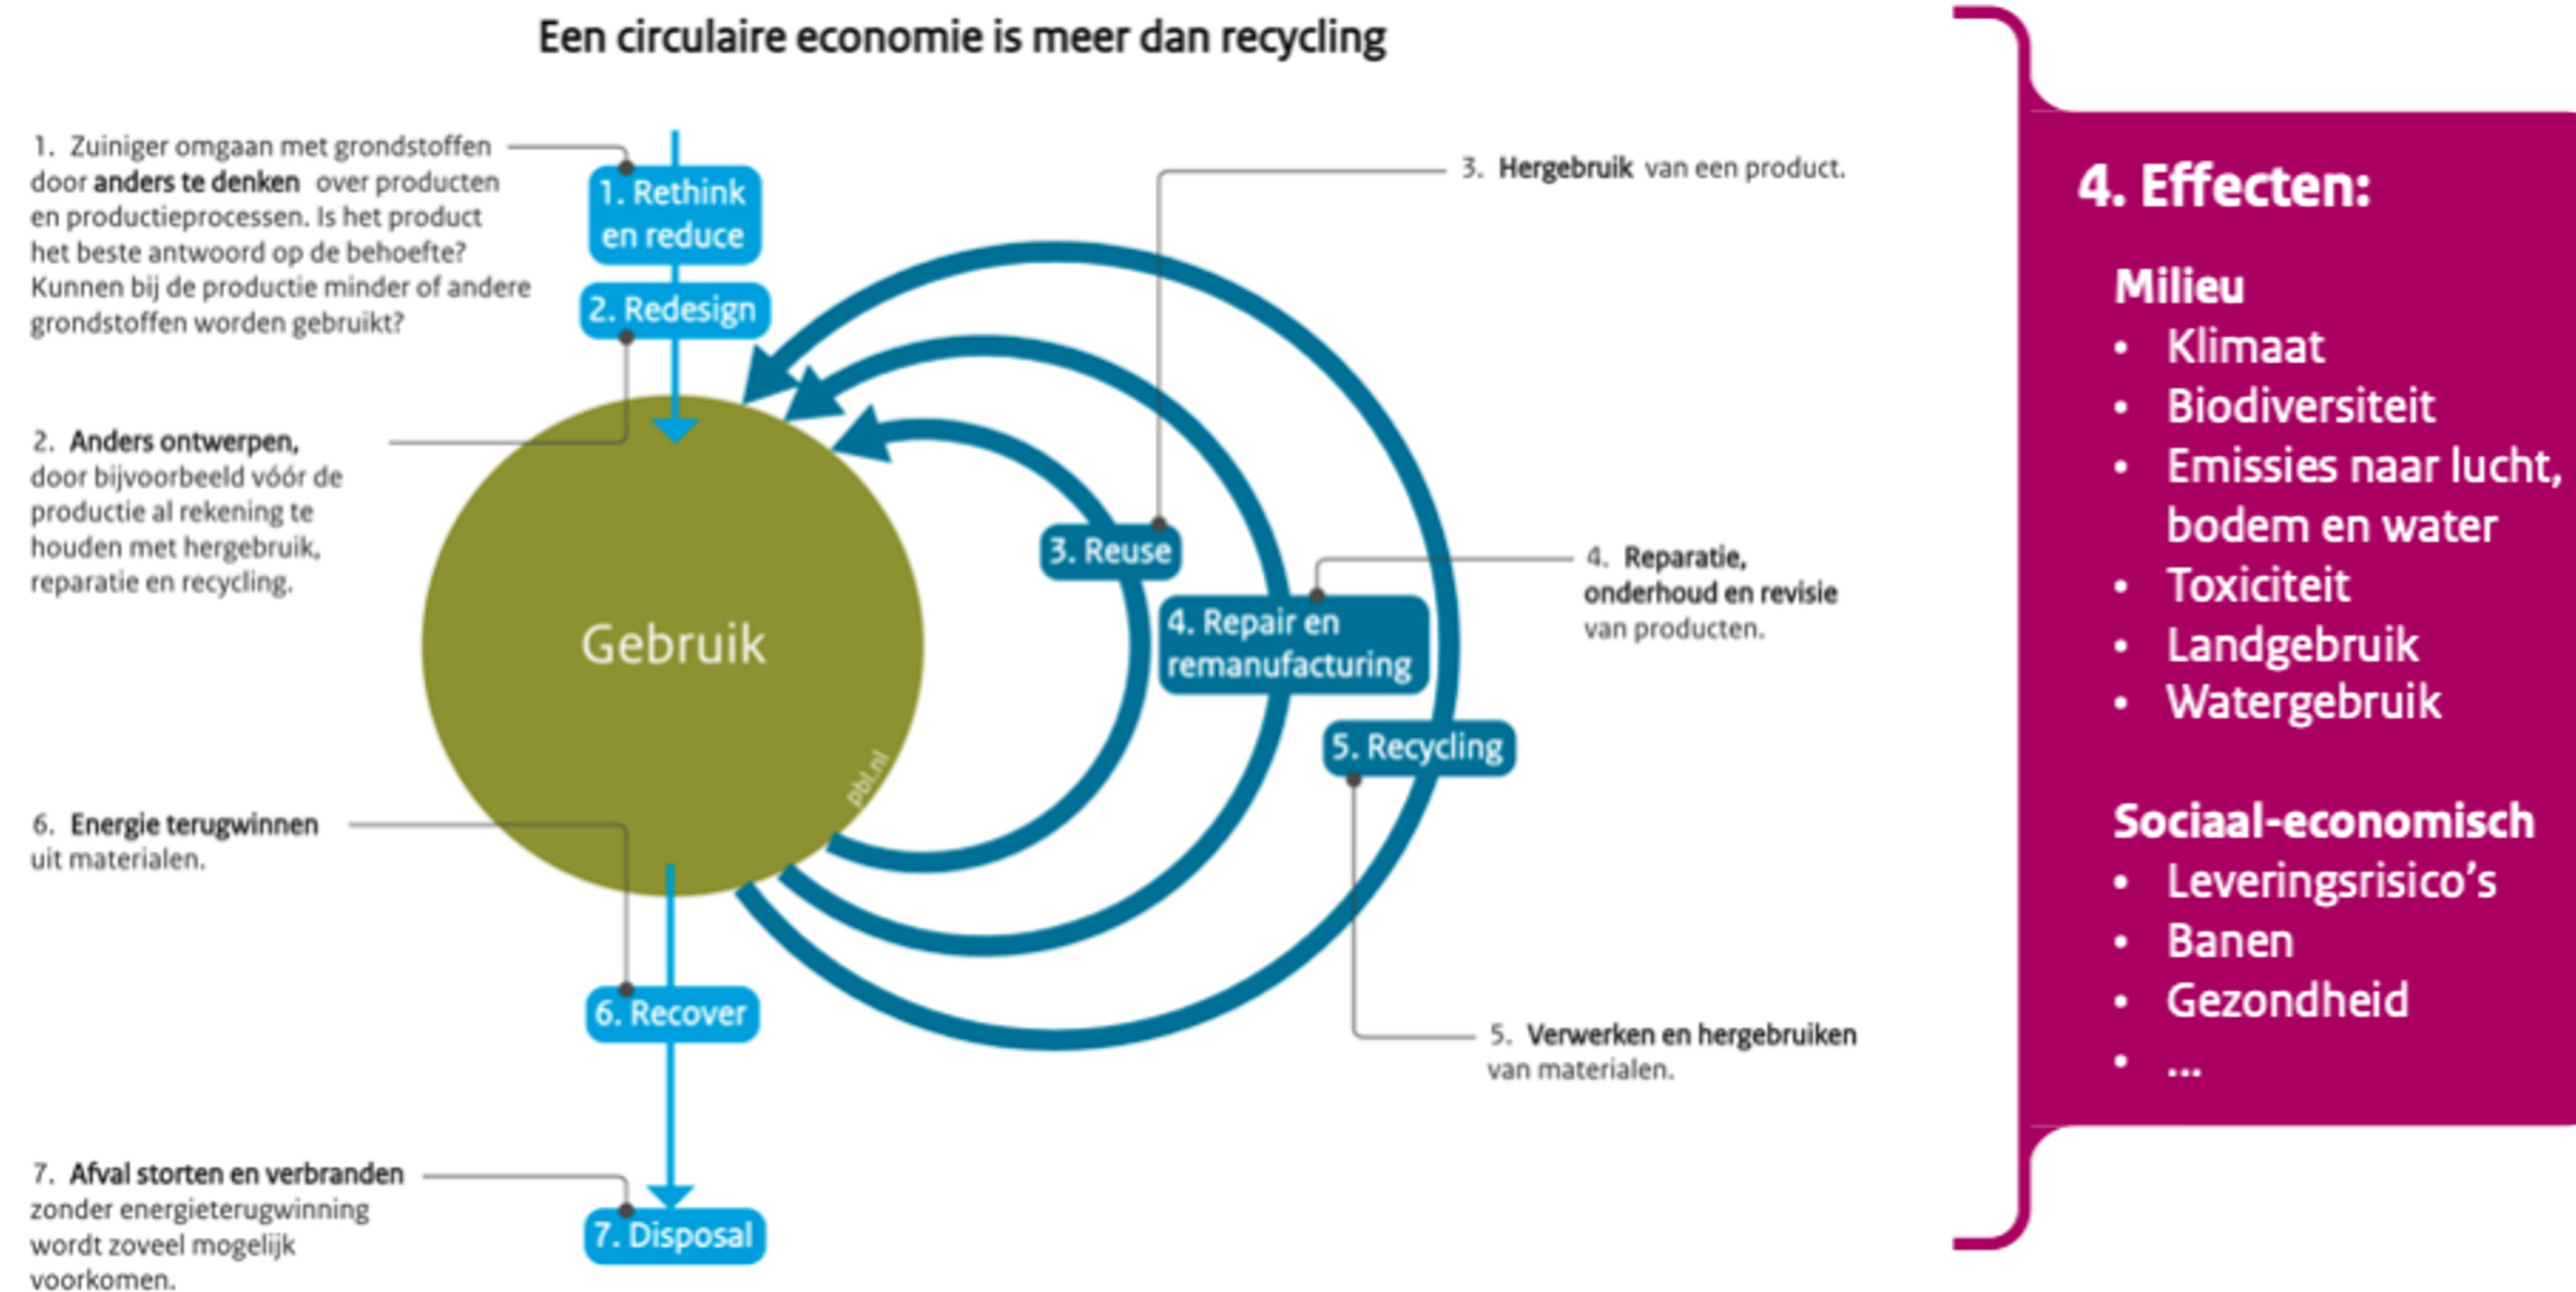 Een circulaire economie is meer dan recycling
1. Zuiniger omgaan met grondstoffen
door anders te denken over producten
en productieprocessen. Is het product
het beste antwoord op de behoefte?
Kunnen bij de productie minder of andere
grondstoffen worden gebruikt?
1. Rethink
en reduce
2. Redesign
2. Anders ontwerpen,
door bijvoorbeeld vóór de
productie al rekening te
houden met hergebruik,
reparatie en recycling.
3. Hergebruik van een product.
3. Reuse
4. Repair en
remanufacturing
4. Reparatie,
onderhoud en revisie
van producten.
Gebruik
pbl.nl
5. Recycling
5. Verwerken en hergebruiken
van materialen.
6. Energie terugwinnen
uit materialen.
6. Recover
7. Afval storten en verbranden
zonder energieterugwinning
wordt zoveel mogelijk
voorkomen.
7. Disposal
4. Effecten:
Milieu
• Klimaat
• Biodiversiteit
• Emissies naar lucht,
bodem en water
• Toxiciteit
• Landgebruik
• Watergebruik
Sociaal-economisch
• Leveringsrisico's
• Banen
• Gezondheid
• ...